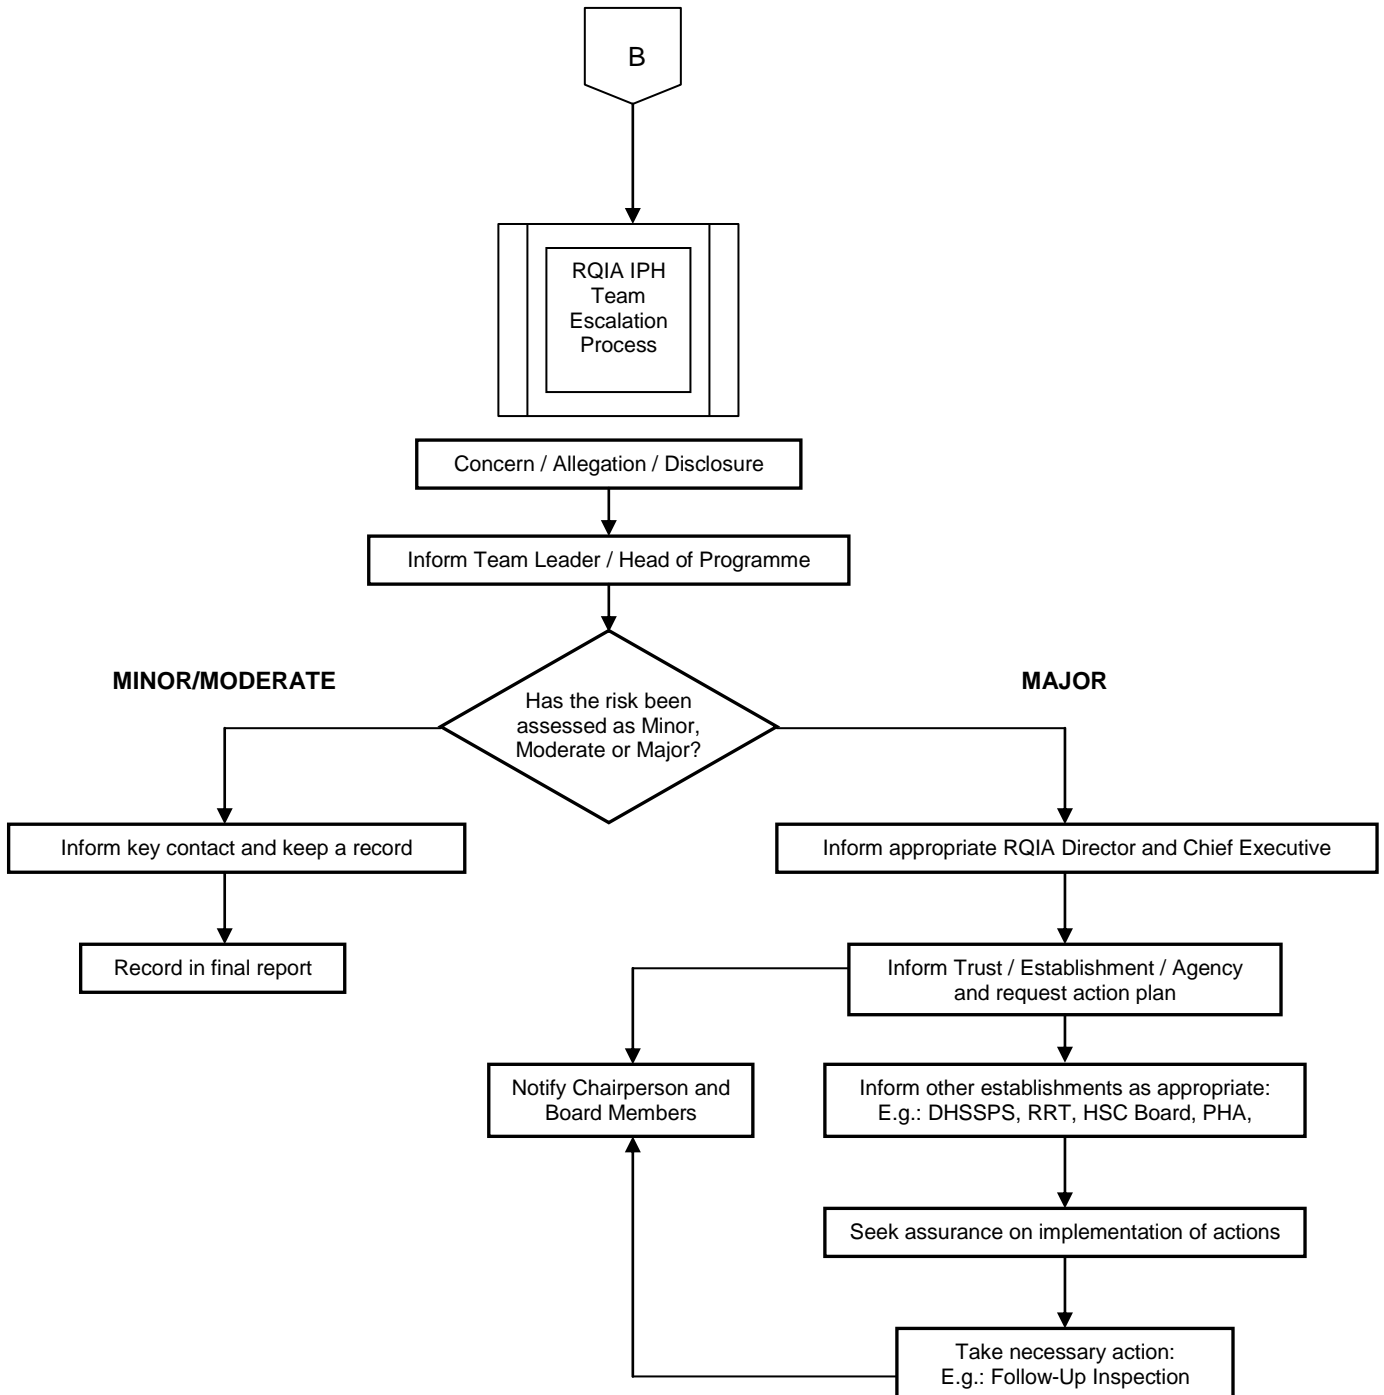 B
RQIA IPH
Team
Escalation
Process
Concern / Allegation / Disclosure
Inform Team Leader / Head of Programme
MINOR/MODERATE
MAJOR
Has the risk been
assessed as Minor,
Moderate or Major?
Inform key contact and keep a record
Inform appropriate RQIA Director and Chief Executive
Record in final report
Inform Trust / Establishment / Agency
and request action plan
Notify Chairperson and
Board Members
Inform other establishments as appropriate:
E.g.: DHSSPS, RRT, HSC Board, PHA,
Seek assurance on implementation of actions
Take necessary action:
E.g.: Follow-Up Inspection